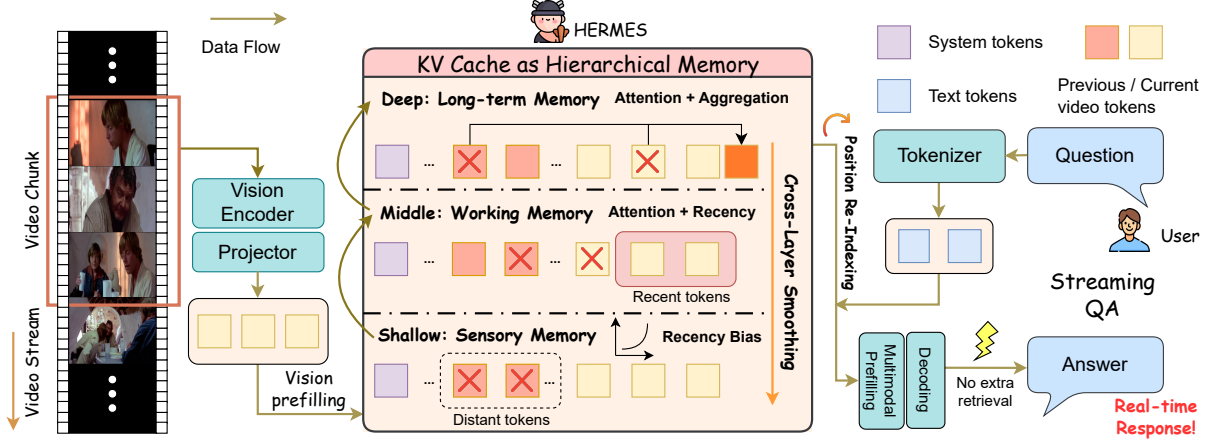 HERMES
Data Flow
Video Chunk
Video Stream
Vision
Encoder
Projector
Vision
prefilling
KV Cache as Hierarchical Memory
Deep: Long-term Memory
Attention + Aggregation
...
...
Middle: Working Memory
Attention + Recency
...
...
Recent tokens
Shallow: Sensory Memory
Recency Bias
...
...
Distant tokens
Cross-Layer Smoothing
System tokens
Text tokens
Previous / Current
video tokens
Position Re-Indexing
Tokenizer
Question
User
Streaming
QA
Multimodal
Prefilling
Decoding
No extra
retrieval
Answer
Real-time
Response!